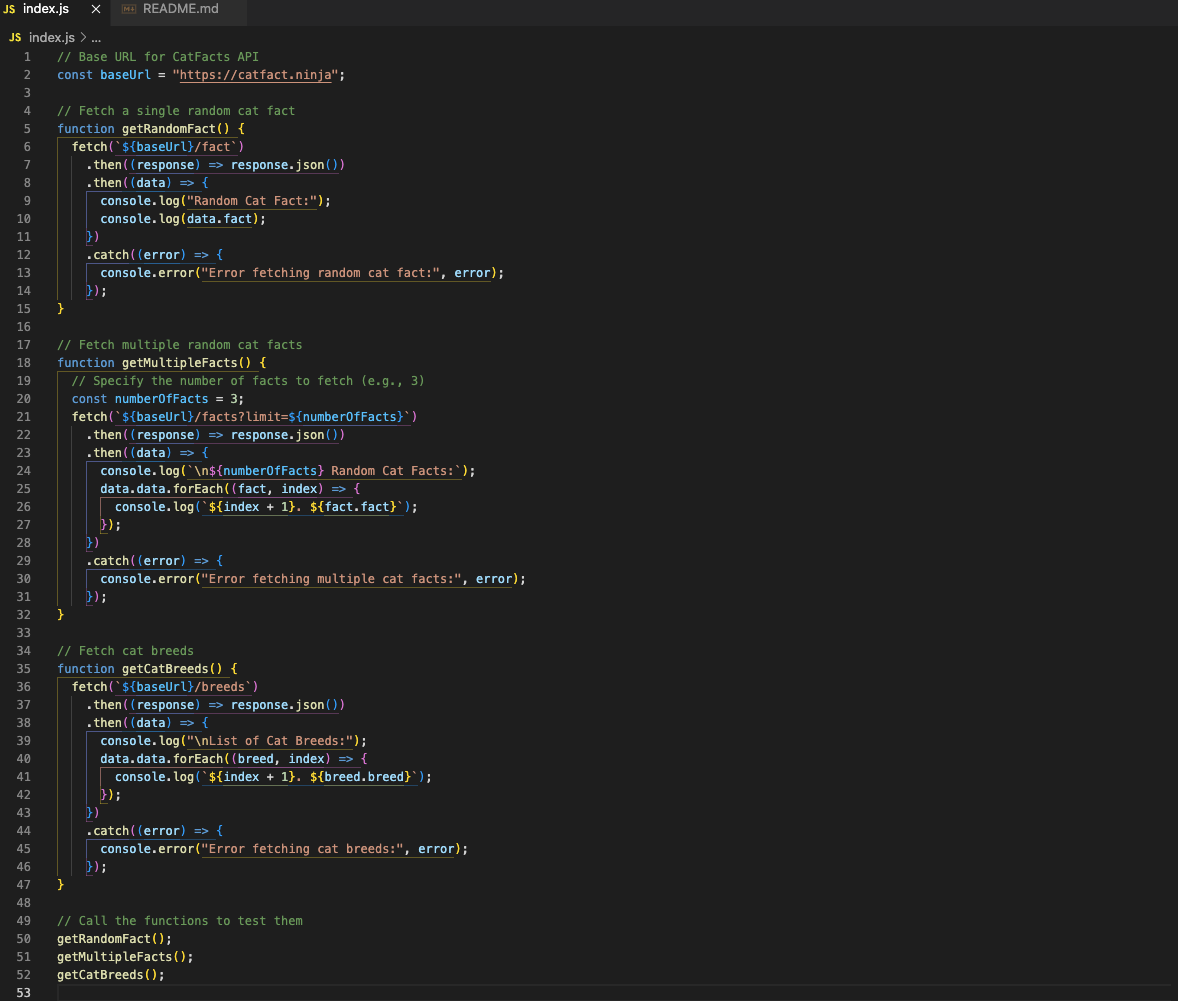 JS index.js × M↓ README.md
JS index.js > ...
1 // Base URL for CatFacts API
2 const baseUrl = "https://catfact.ninja";
3
4 // Fetch a single random cat fact
5 function getRandomFact() {
6   fetch(`${baseUrl}/fact`)
7     .then((response) => response.json())
8     .then((data) => {
9       console.log("Random Cat Fact:");
10       console.log(data.fact);
11     })
12     .catch((error) => {
13       console.error("Error fetching random cat fact:", error);
14     });
15 }
16
17 // Fetch multiple random cat facts
18 function getMultipleFacts() {
19   // Specify the number of facts to fetch (e.g., 3)
20   const numberOfFacts = 3;
21   fetch(`${baseUrl}/facts?limit=${numberOfFacts}`)
22     .then((response) => response.json())
23     .then((data) => {
24       console.log(`\n${numberOfFacts} Random Cat Facts:`);
25       data.data.forEach((fact, index) => {
26         console.log(`${index + 1}. ${fact.fact}`);
27       });
28     })
29     .catch((error) => {
30       console.error("Error fetching multiple cat facts:", error);
31     });
32 }
33
34 // Fetch cat breeds
35 function getCatBreeds() {
36   fetch(`${baseUrl}/breeds`)
37     .then((response) => response.json())
38     .then((data) => {
39       console.log("\nList of Cat Breeds:");
40       data.data.forEach((breed, index) => {
41         console.log(`${index + 1}. ${breed.breed}`);
42       });
43     })
44     .catch((error) => {
45       console.error("Error fetching cat breeds:", error);
46     });
47 }
48
49 // Call the functions to test them
50 getRandomFact();
51 getMultipleFacts();
52 getCatBreeds();
53